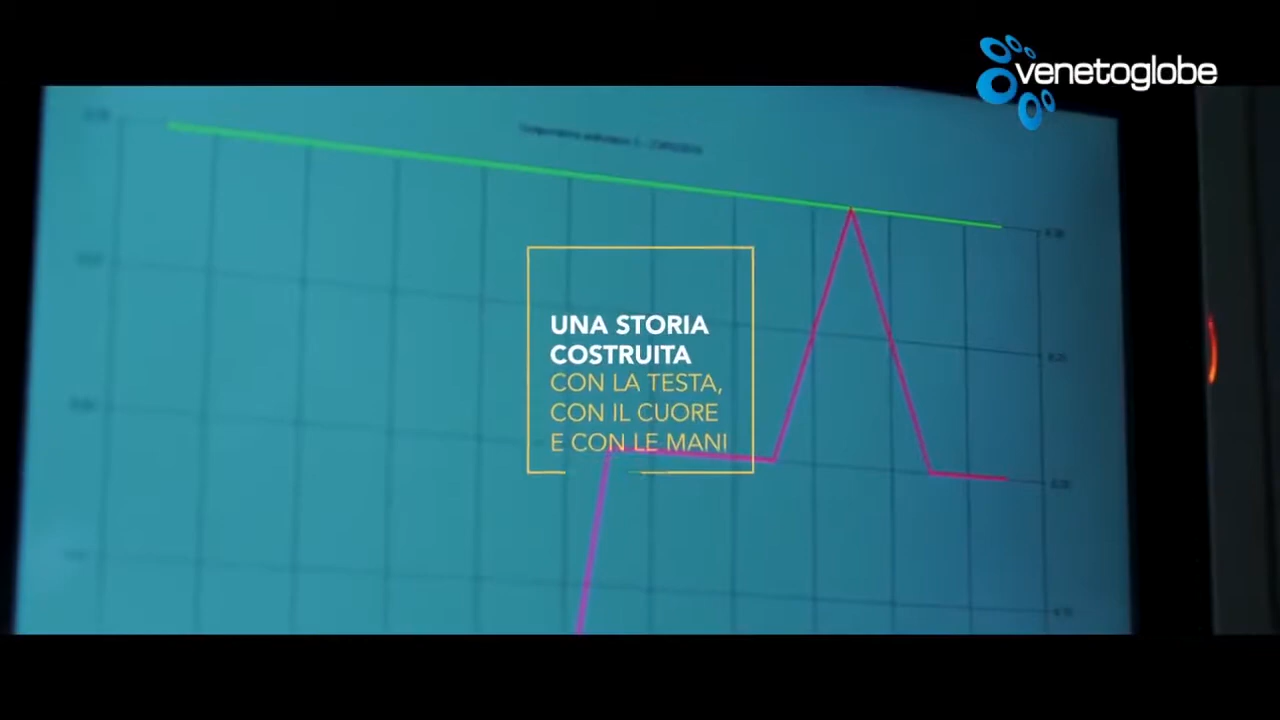 venetoglobe
UNA STORIA
COSTRUITA
CON LA TESTA,
CON IL CUORE
E CON LE MANI